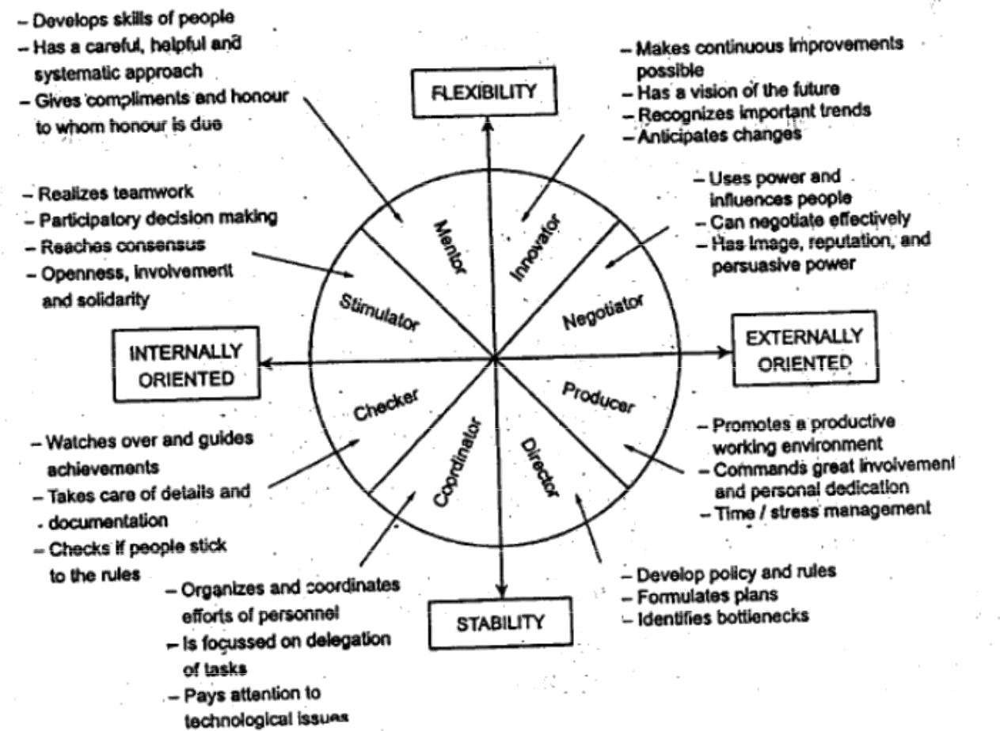 – Develops skills of people
– Has a careful, helpful and
systematic approach
– Gives compliments and honour
to whom honour is due
FLEXIBILITY
– Makes continuous improvements
possible
– Has a vision of the future
– Recognizes important trends
– Anticipates changes
– Uses power and
influences people
– Can negotiate effectively
– Has Image, reputation, and
persuasive power
– Realizes teamwork
– Participatory decision making
– Reaches consensus
– Openness, involvement
and solidarity
Mentor
Innovator
Stimulator
Negotiator
INTERNALLY
ORIENTED
EXTERNALLY
ORIENTED
Checker
Producer
Coordinator
Director
– Watches over and guides
achievements
– Takes care of details and
documentation
– Checks if people stick
to the rules
– Promotes a productive
working environment
– Commands great involvement
and personal dedication
– Time / stress management
– Organizes and coordinates
efforts of personnel
– Is focussed on delegation
of tasks
– Pays attention to
technological issues
STABILITY
– Develop policy and rules
– Formulates plans
– Identifies bottlenecks